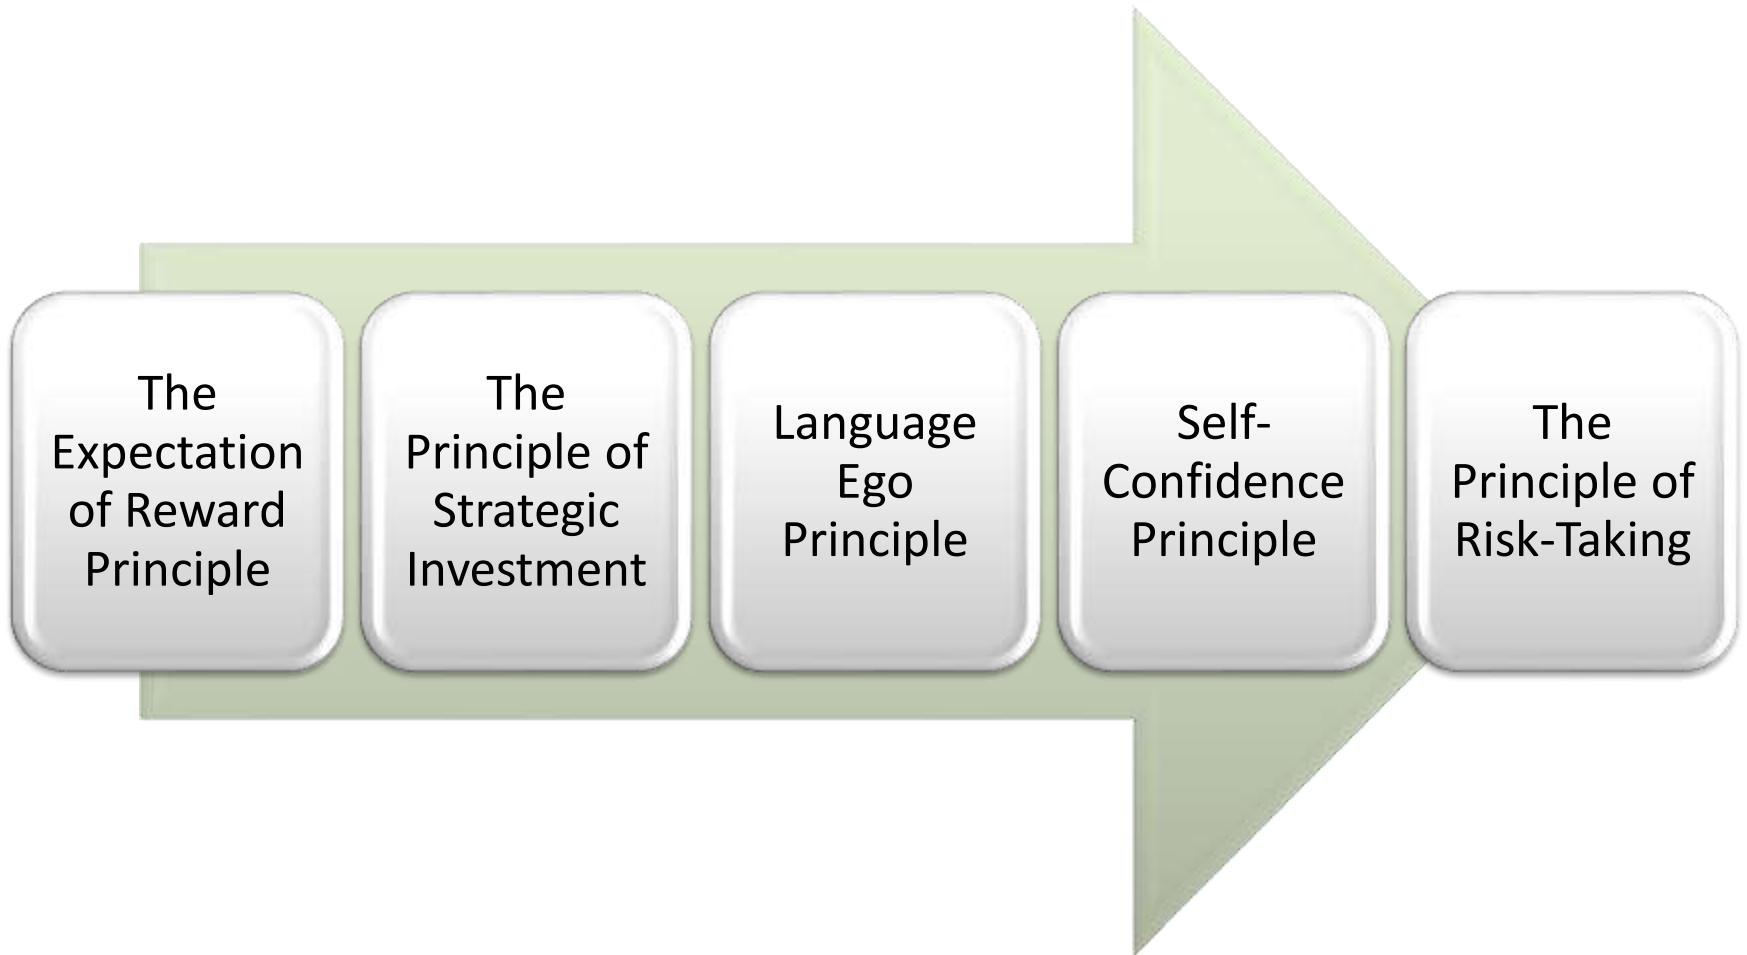 The
Expectation
of Reward
Principle
The
Principle of
Strategic
Investment
Language
Ego
Principle
Self-
Confidence
Principle
The
Principle of
Risk-Taking